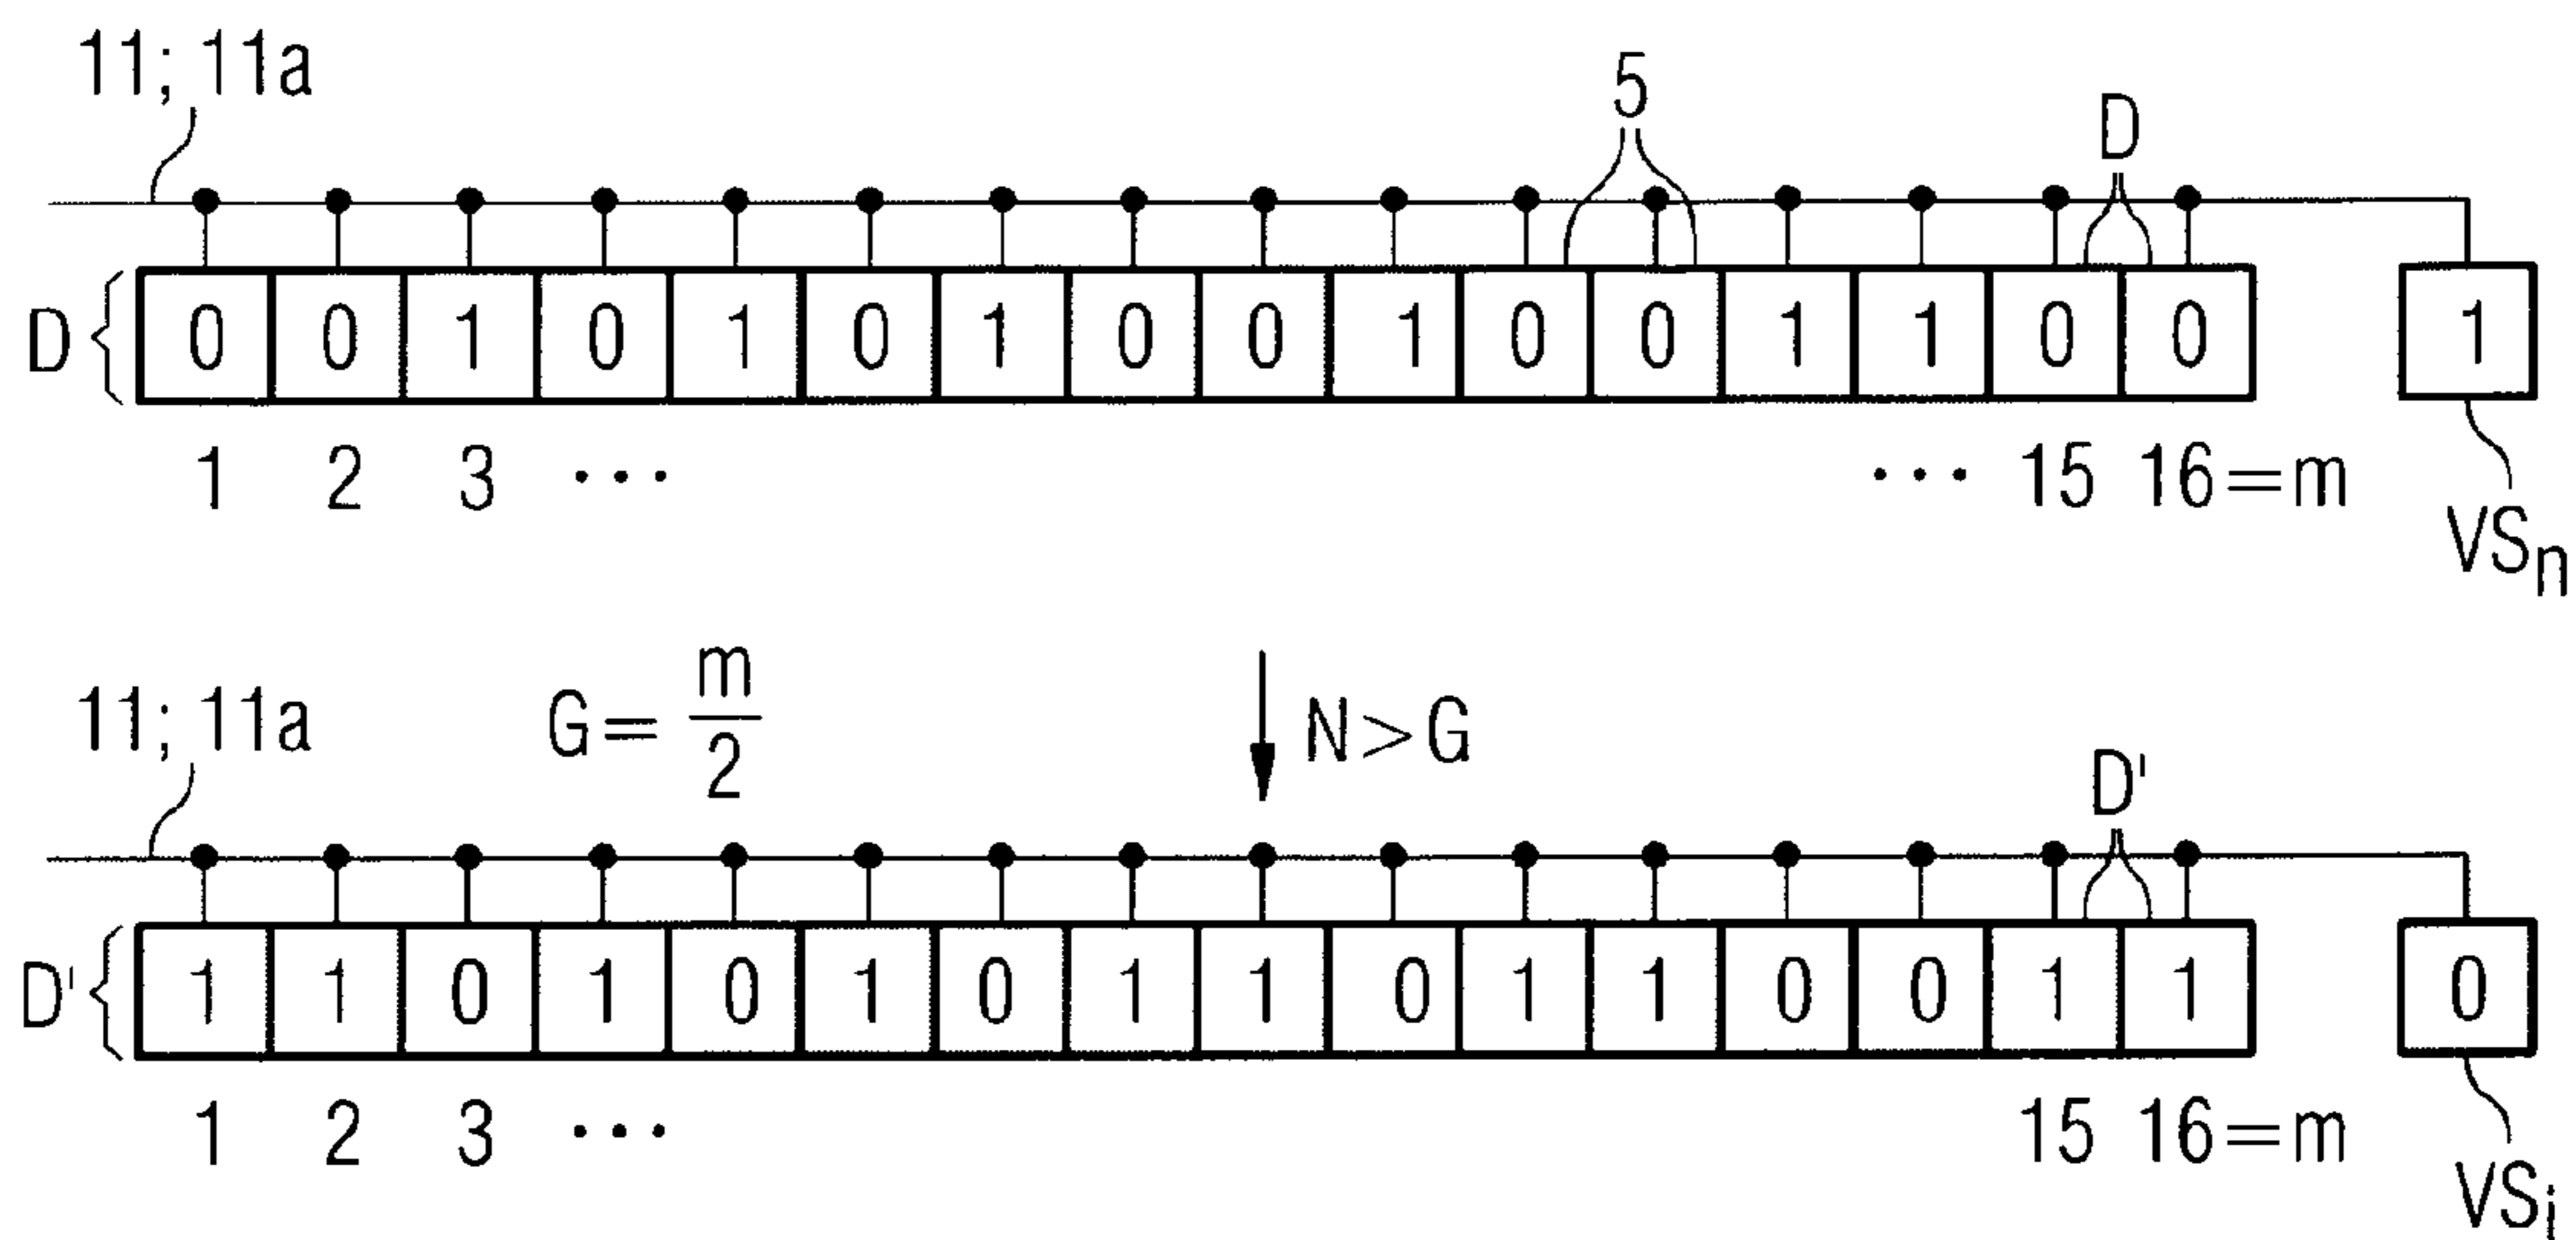 11; 11a
5
D
D { 0 0 1 0 1 0 1 0 0 1 0 0 1 1 0 0 1
1 2 3 ... ... 15 16=m
VSn
11; 11a G= m/2 N>G
D'
D' { 1 1 0 1 0 1 0 1 1 0 1 1 0 0 1 1 0
1 2 3 ... 15 16=m
VSi